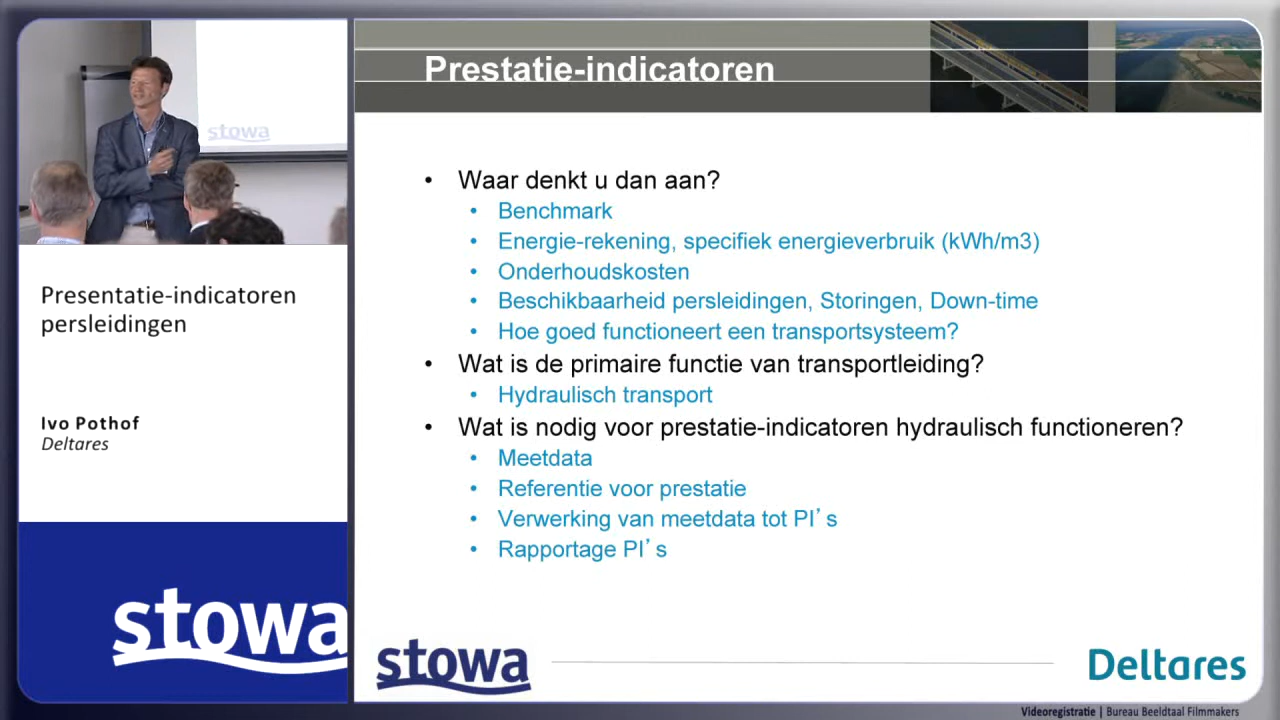 stowa
Presentatie-indicatoren
persleidingen
Ivo Pothof
Deltares
stowa
Prestatie-indicatoren
• Waar denkt u dan aan?
• Benchmark
• Energie-rekening, specifiek energieverbruik (kWh/m3)
• Onderhoudskosten
• Beschikbaarheid persleidingen, Storingen, Down-time
• Hoe goed functioneert een transportsysteem?
• Wat is de primaire functie van transportleiding?
• Hydraulisch transport
• Wat is nodig voor prestatie-indicatoren hydraulisch functioneren?
• Meetdata
• Referentie voor prestatie
• Verwerking van meetdata tot PI’s
• Rapportage PI’s
stowa
Deltares
Videoregistratie | Bureau Beeldtaal Filmmakers